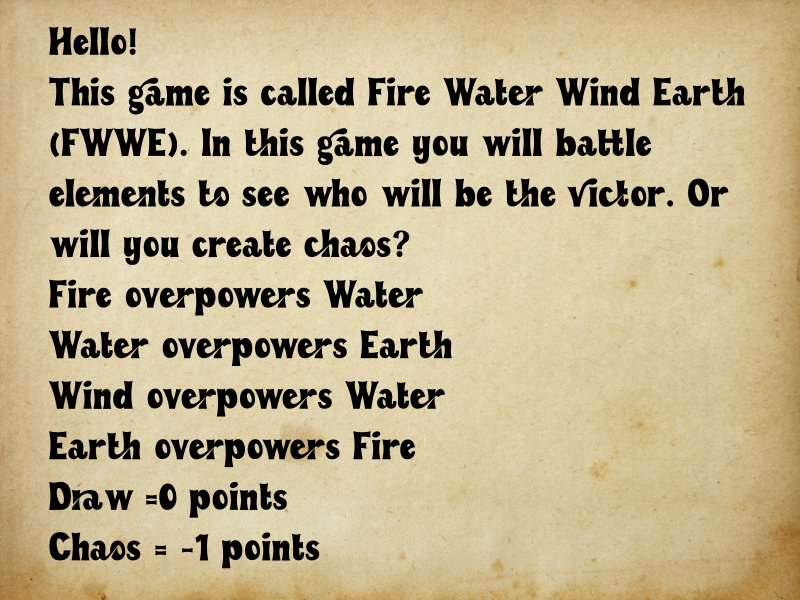 Hello!
This game is called Fire Water Wind Earth
(FWWE). In this game you will battle
elements to see who will be the victor. Or
will you create chaos?
Fire overpowers Water
Water overpowers Earth
Wind overpowers Water
Earth overpowers Fire
Draw =0 points
Chaos = -1 points